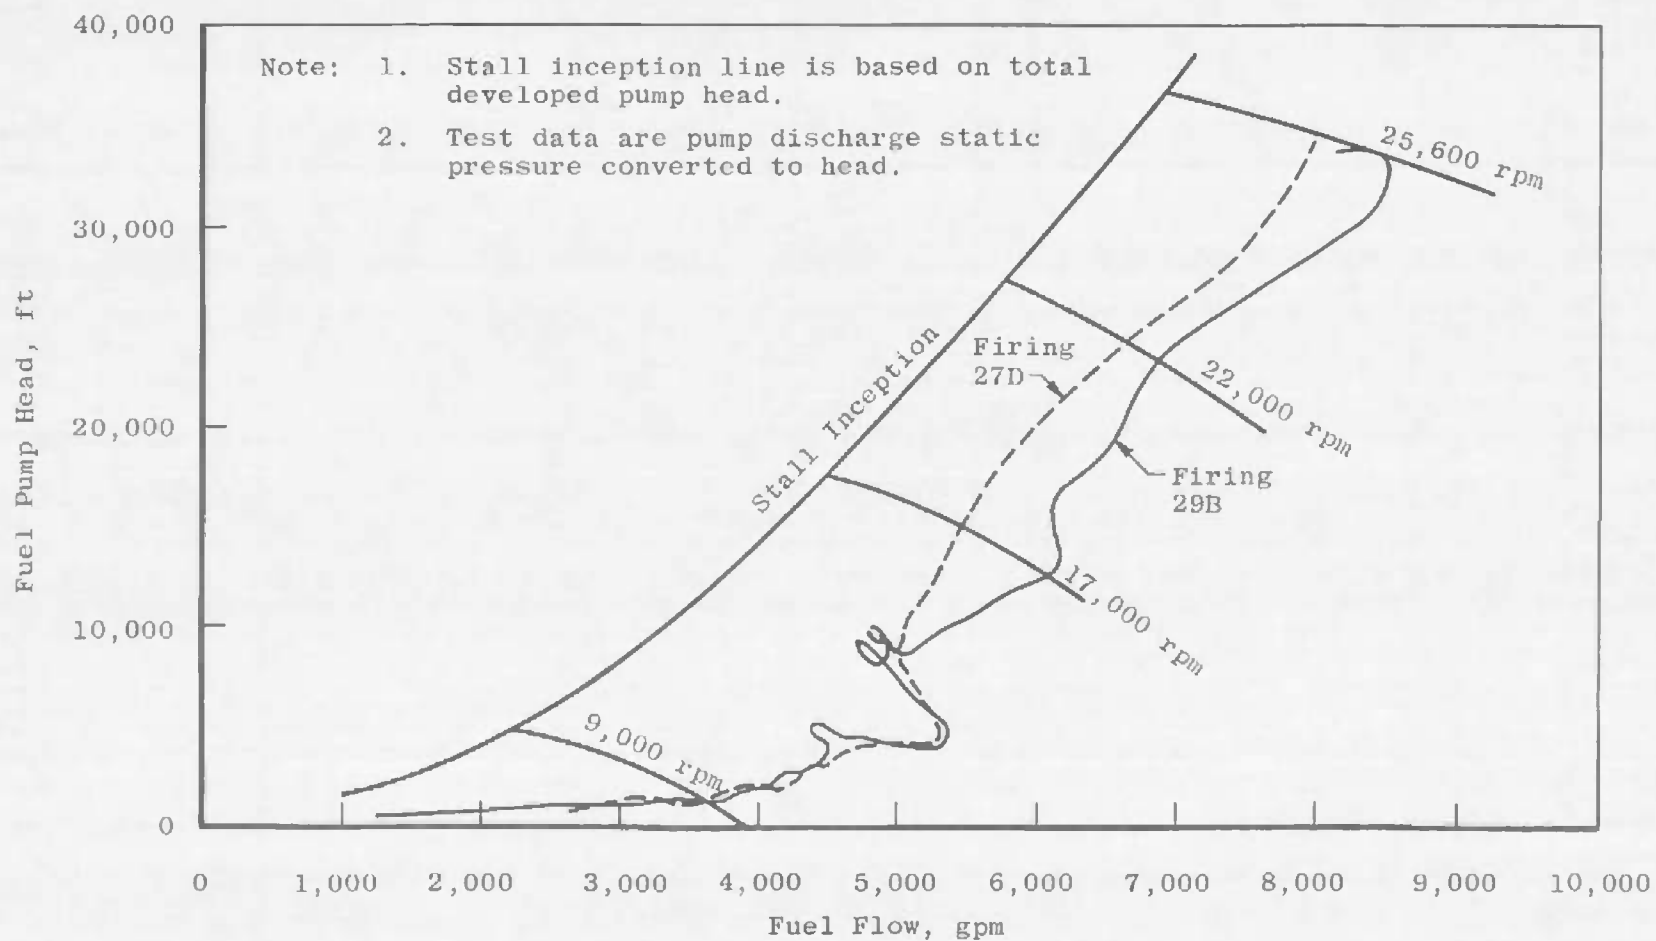 40,000
Note: 1. Stall inception line is based on total
developed pump head.
2. Test data are pump discharge static
pressure converted to head.
25,600 rpm
30,000
Fuel Pump Head, ft
Stall Inception
Firing
27D
22,000 rpm
20,000
Firing
29B
17,000 rpm
10,000
9,000 rpm
0
0 1,000 2,000 3,000 4,000 5,000 6,000 7,000 8,000 9,000 10,000
Fuel Flow, gpm